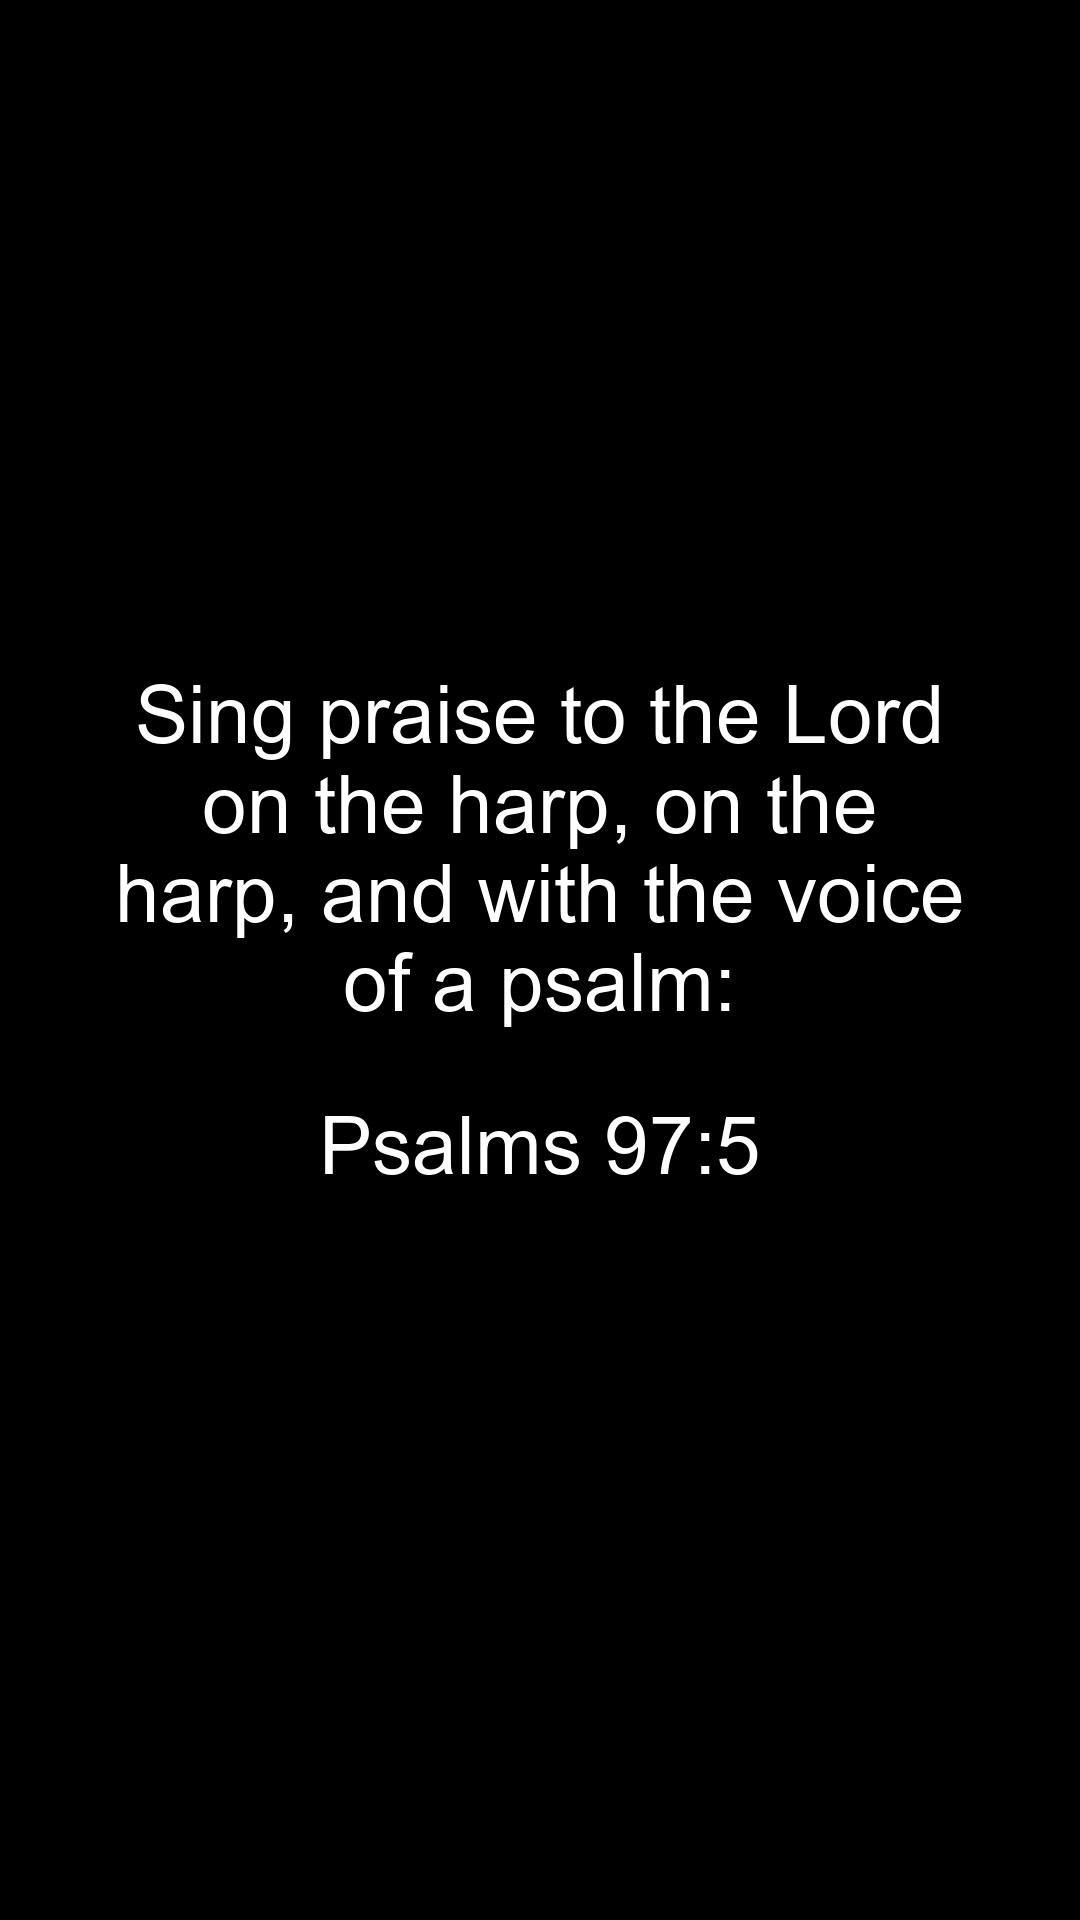 Sing praise to the Lord
on the harp, on the
harp, and with the voice
of a psalm:
Psalms 97:5